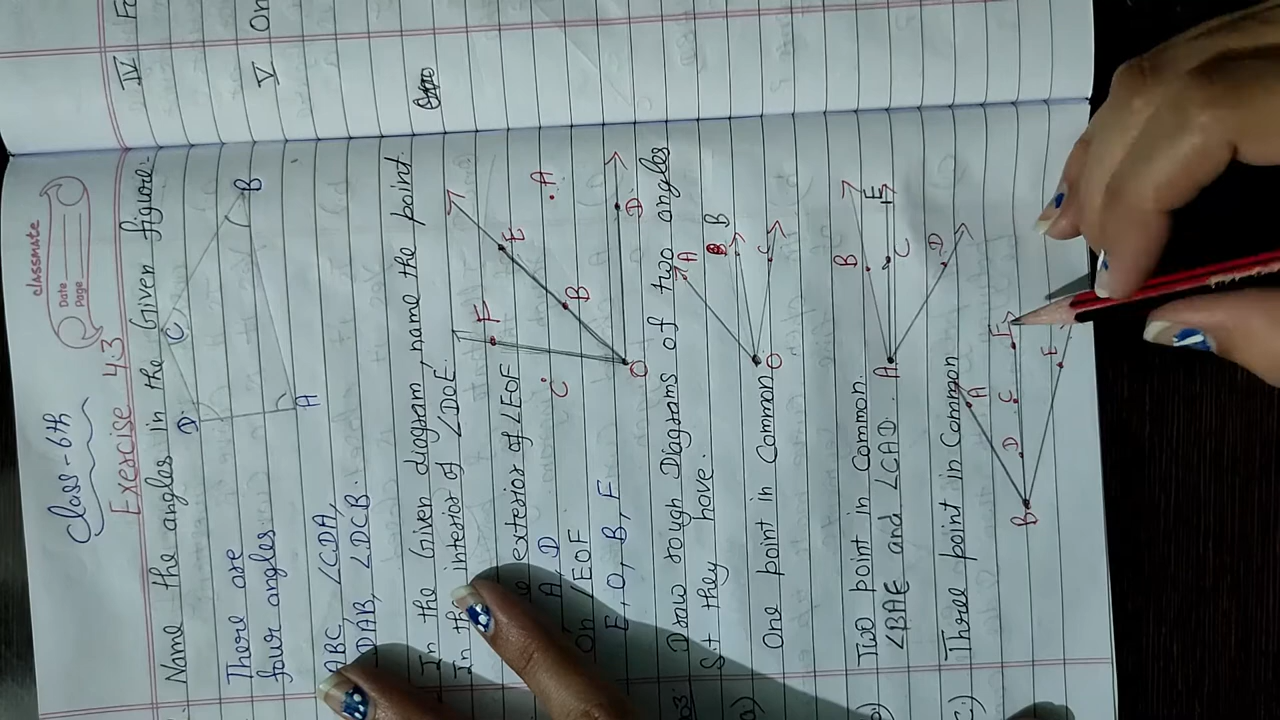 classmate
Date
Page
Class-6th
Exercise 4.3
Name the angles in the Given figure:-
D
C
B
A
There are
four angles
ABC, ∠CDA,
DAB, ∠DCB.
In the Given diagram, name the point.
In the interior of ∠DOE.
exterior of ∠EOF
A, D
On ∠EOF
E, O, B, F
C
F
E
B
A
O
D
Draw rough Diagrams of two angles
S.t they have.
a) One point in Common
A
B
C
O
Two point in Common.
∠BAE and ∠CAD.
B
E
C
A
D
c.) Three point in Common
A
B
D
C
F
E
IV
V On